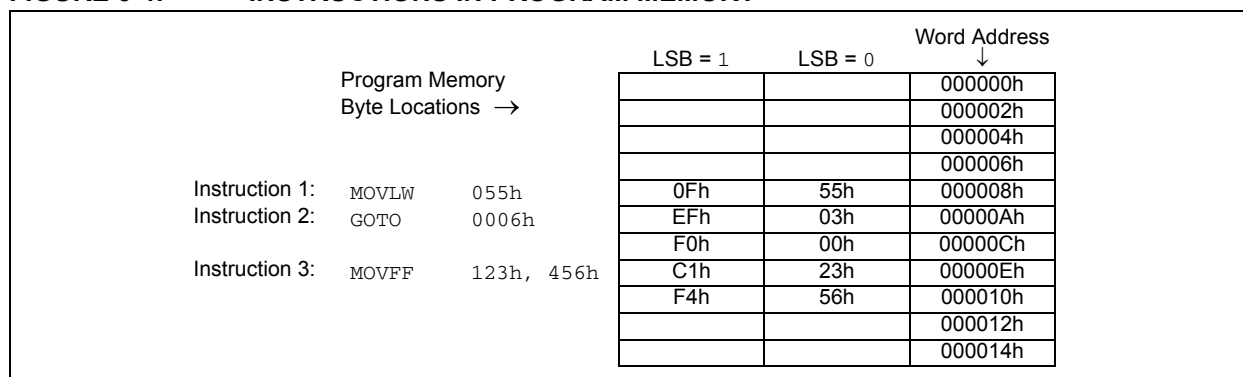 FIGURE 5-4: INSTRUCTIONS IN PROGRAM MEMORY
Word Address
LSB = 1 LSB = 0 ↓
Program Memory 000000h
Byte Locations → 000002h
000004h
000006h
Instruction 1: MOVLW 055h 0Fh 55h 000008h
Instruction 2: GOTO 0006h EFh 03h 00000Ah
F0h 00h 00000Ch
Instruction 3: MOVFF 123h, 456h C1h 23h 00000Eh
F4h 56h 000010h
000012h
000014h